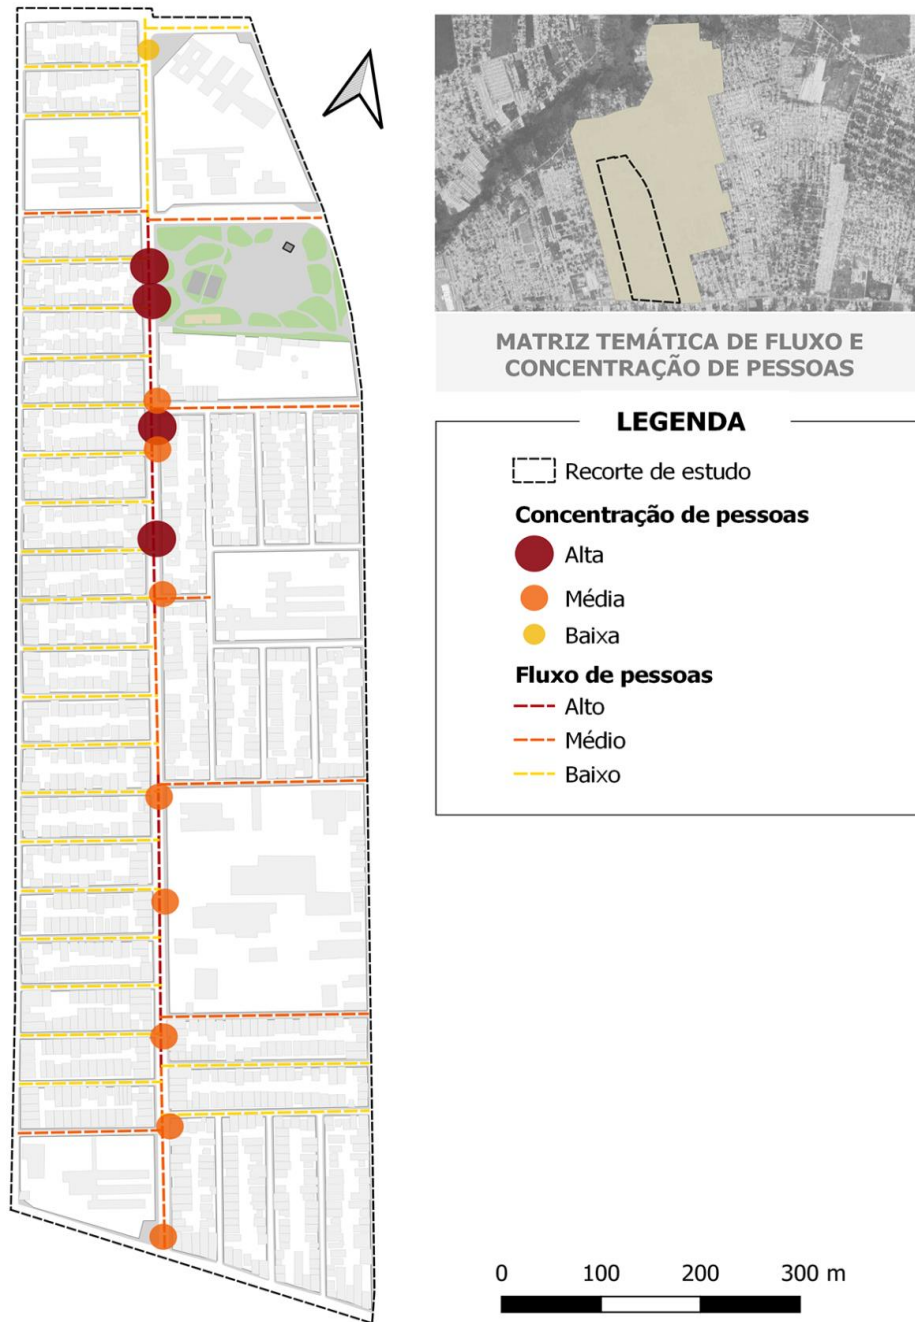 MATRIZ TEMÁTICA DE FLUXO E
CONCENTRAÇÃO DE PESSOAS
LEGENDA
Recorte de estudo
Concentração de pessoas
Alta
Média
Baixa
Fluxo de pessoas
Alto
Médio
Baixo
0 100 200 300 m